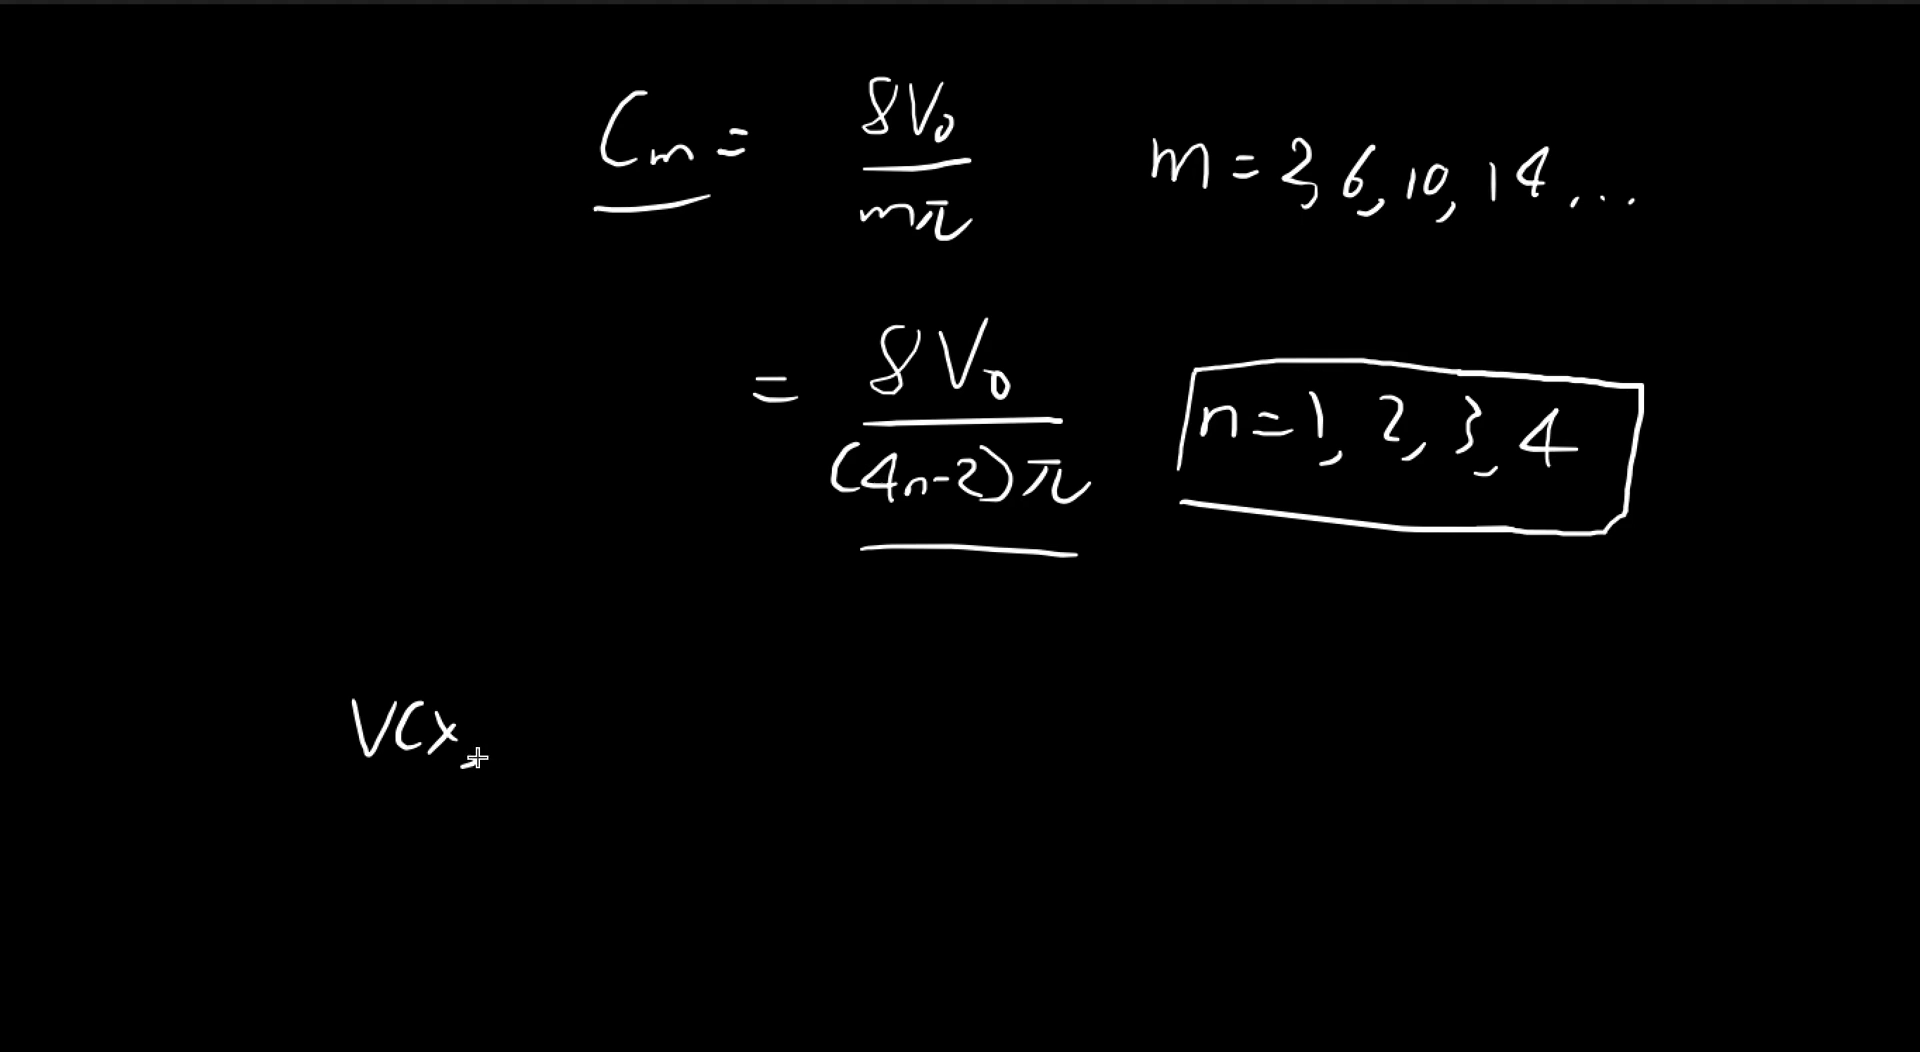 Cm = 8V₀/mπ m = 2, 6, 10, 14, ...
= 8V₀/(4n-2)π n = 1, 2, 3, 4
V(x,